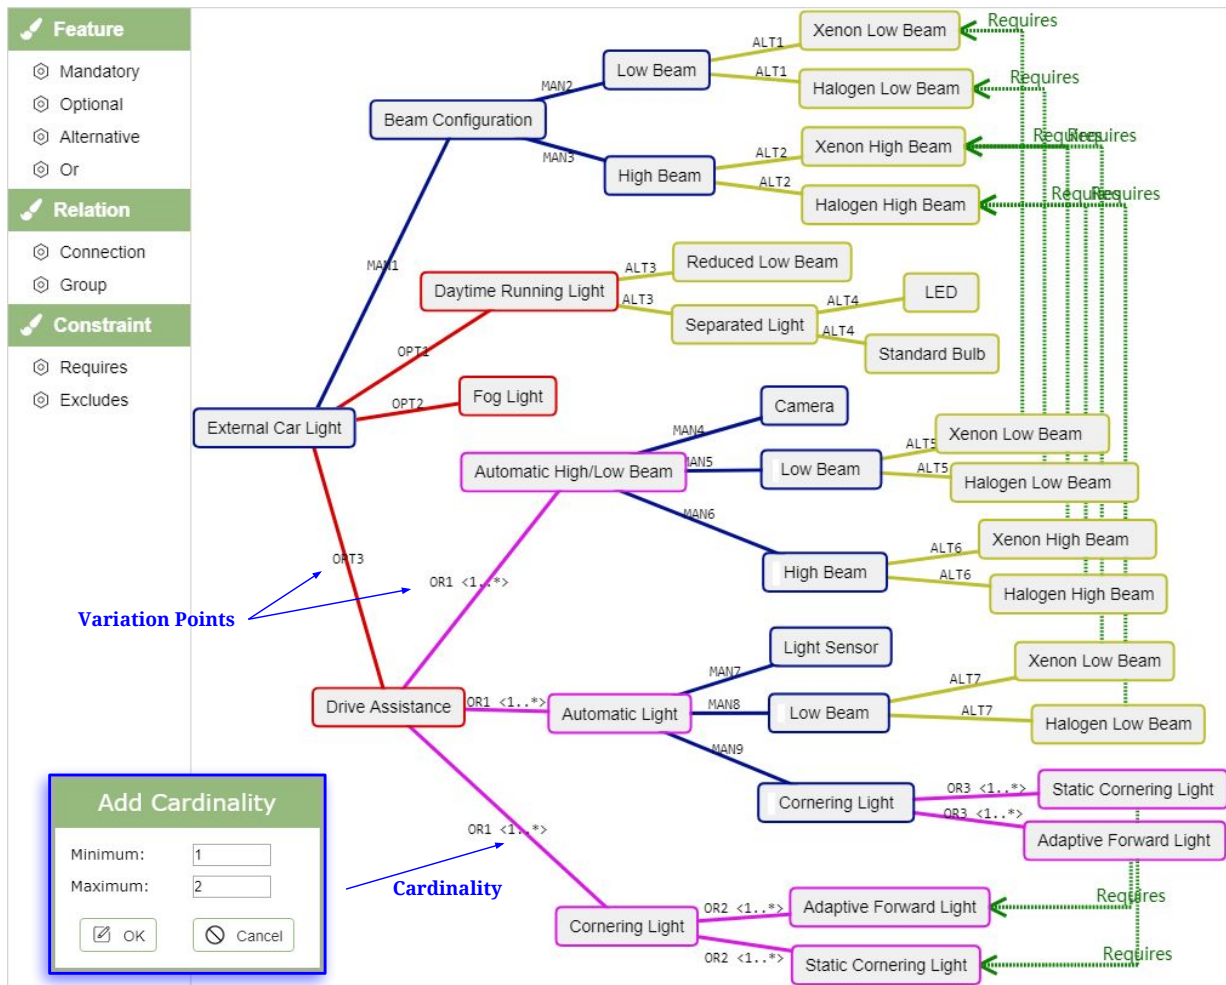 Feature
Mandatory
Optional
Alternative
Or
Relation
Connection
Group
Constraint
Requires
Excludes
Xenon Low Beam
Requires
ALT1
Low Beam
ALT1
Requires
MAN2
Halogen Low Beam
Beam Configuration
Requires
Requires
Xenon High Beam
ALT2
MAN3
High Beam
ALT2
Requires
Requires
Halogen High Beam
MAN1
Reduced Low Beam
ALT3
Daytime Running Light
LED
ALT3
ALT4
Separated Light
ALT4
OPT1
Standard Bulb
Fog Light
OPT2
Camera
External Car Light
MAN4
Xenon Low Beam
ALT5
Automatic High/Low Beam
MAN5
Low Beam
ALT5
Halogen Low Beam
MAN6
Xenon High Beam
ALT6
OPT3
High Beam
ALT6
OR1 <1..*>
Halogen High Beam
Variation Points
Light Sensor
Xenon Low Beam
MAN7
ALT7
Drive Assistance
OR1 <1..*>
Automatic Light
MAN8
Low Beam
ALT7
Halogen Low Beam
MAN9
Static Cornering Light
OR3 <1..*>
Cornering Light
OR3 <1..*>
Adaptive Forward Light
OR1 <1..*>
Cardinality
Requires
OR2 <1..*>
Adaptive Forward Light
Cornering Light
Requires
OR2 <1..*>
Static Cornering Light
Add Cardinality
Minimum: 1
Maximum: 2
OK Cancel